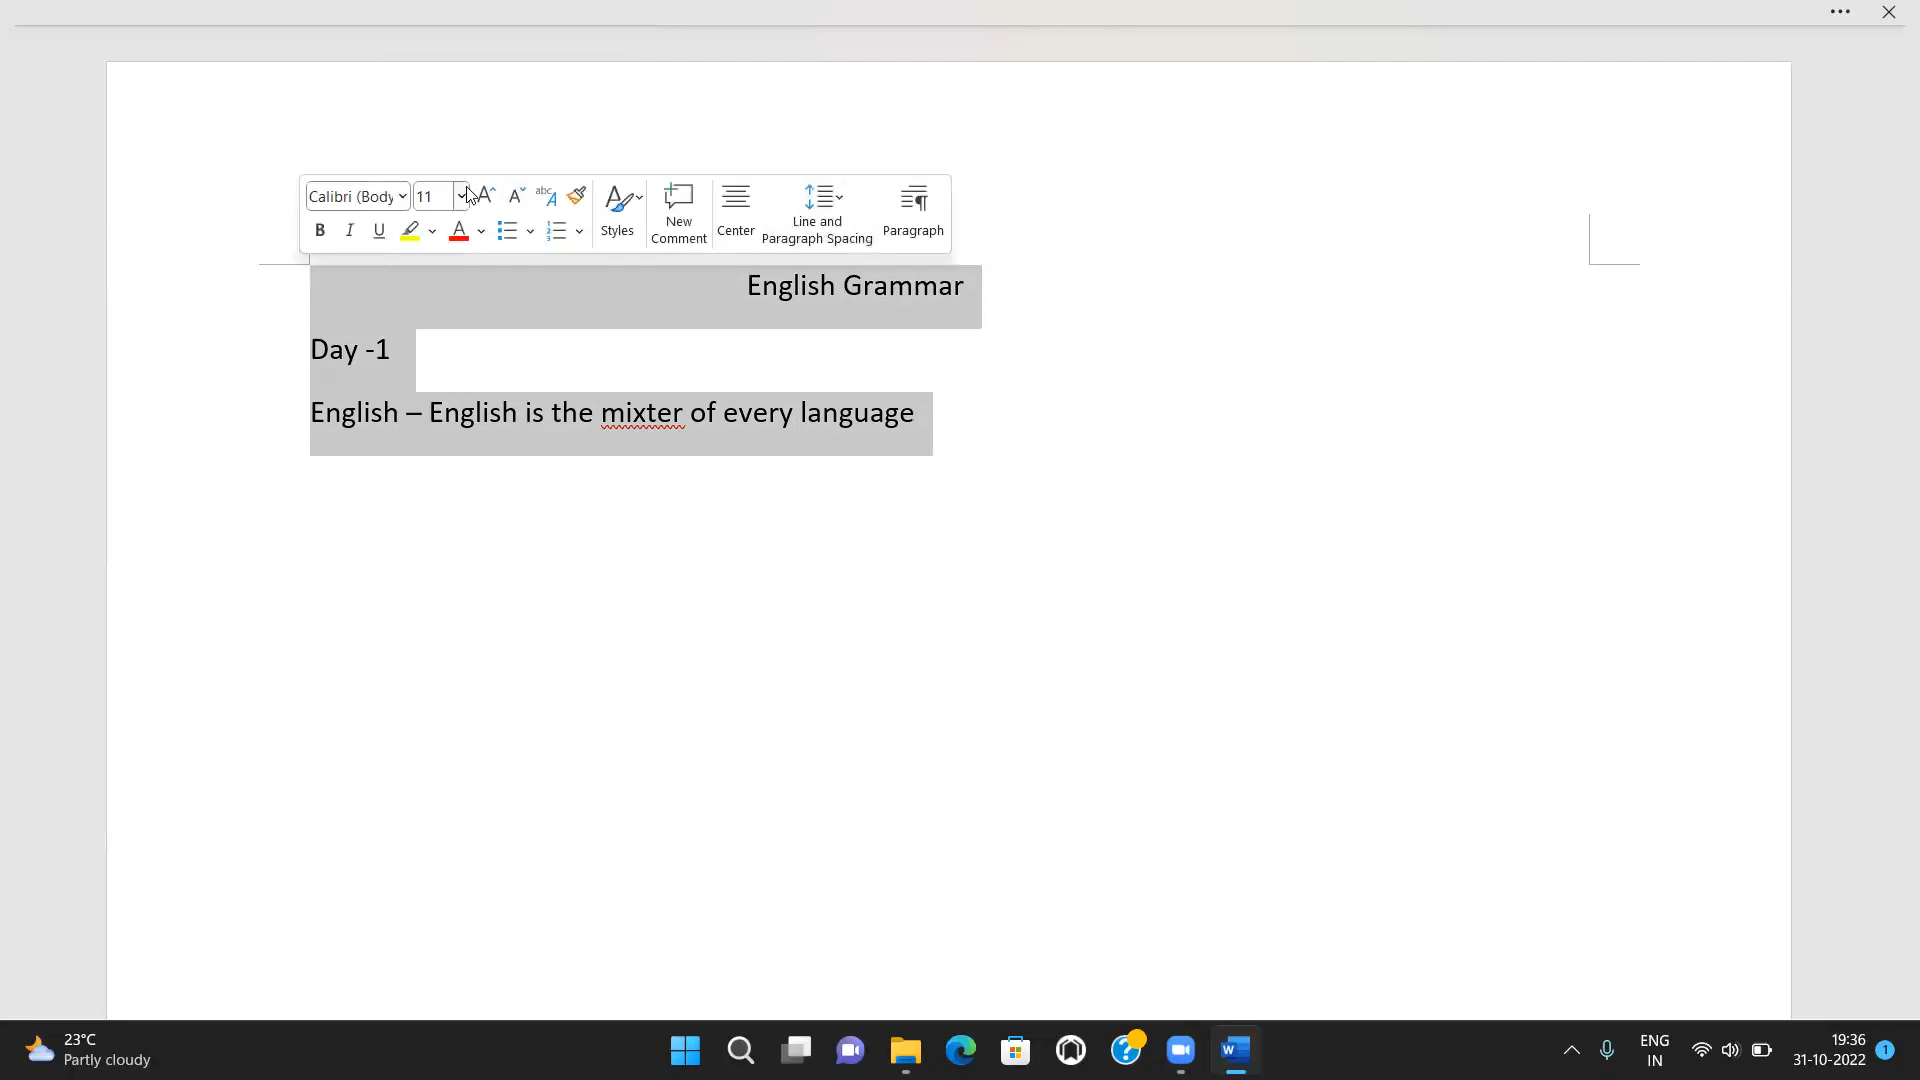 Calibri (Body
11
Styles
New
Comment
Center
Line and
Paragraph Spacing
Paragraph
English Grammar
Day -1
English – English is the mixter of every language
23°C
Partly cloudy
ENG
IN
19:36
31-10-2022
1